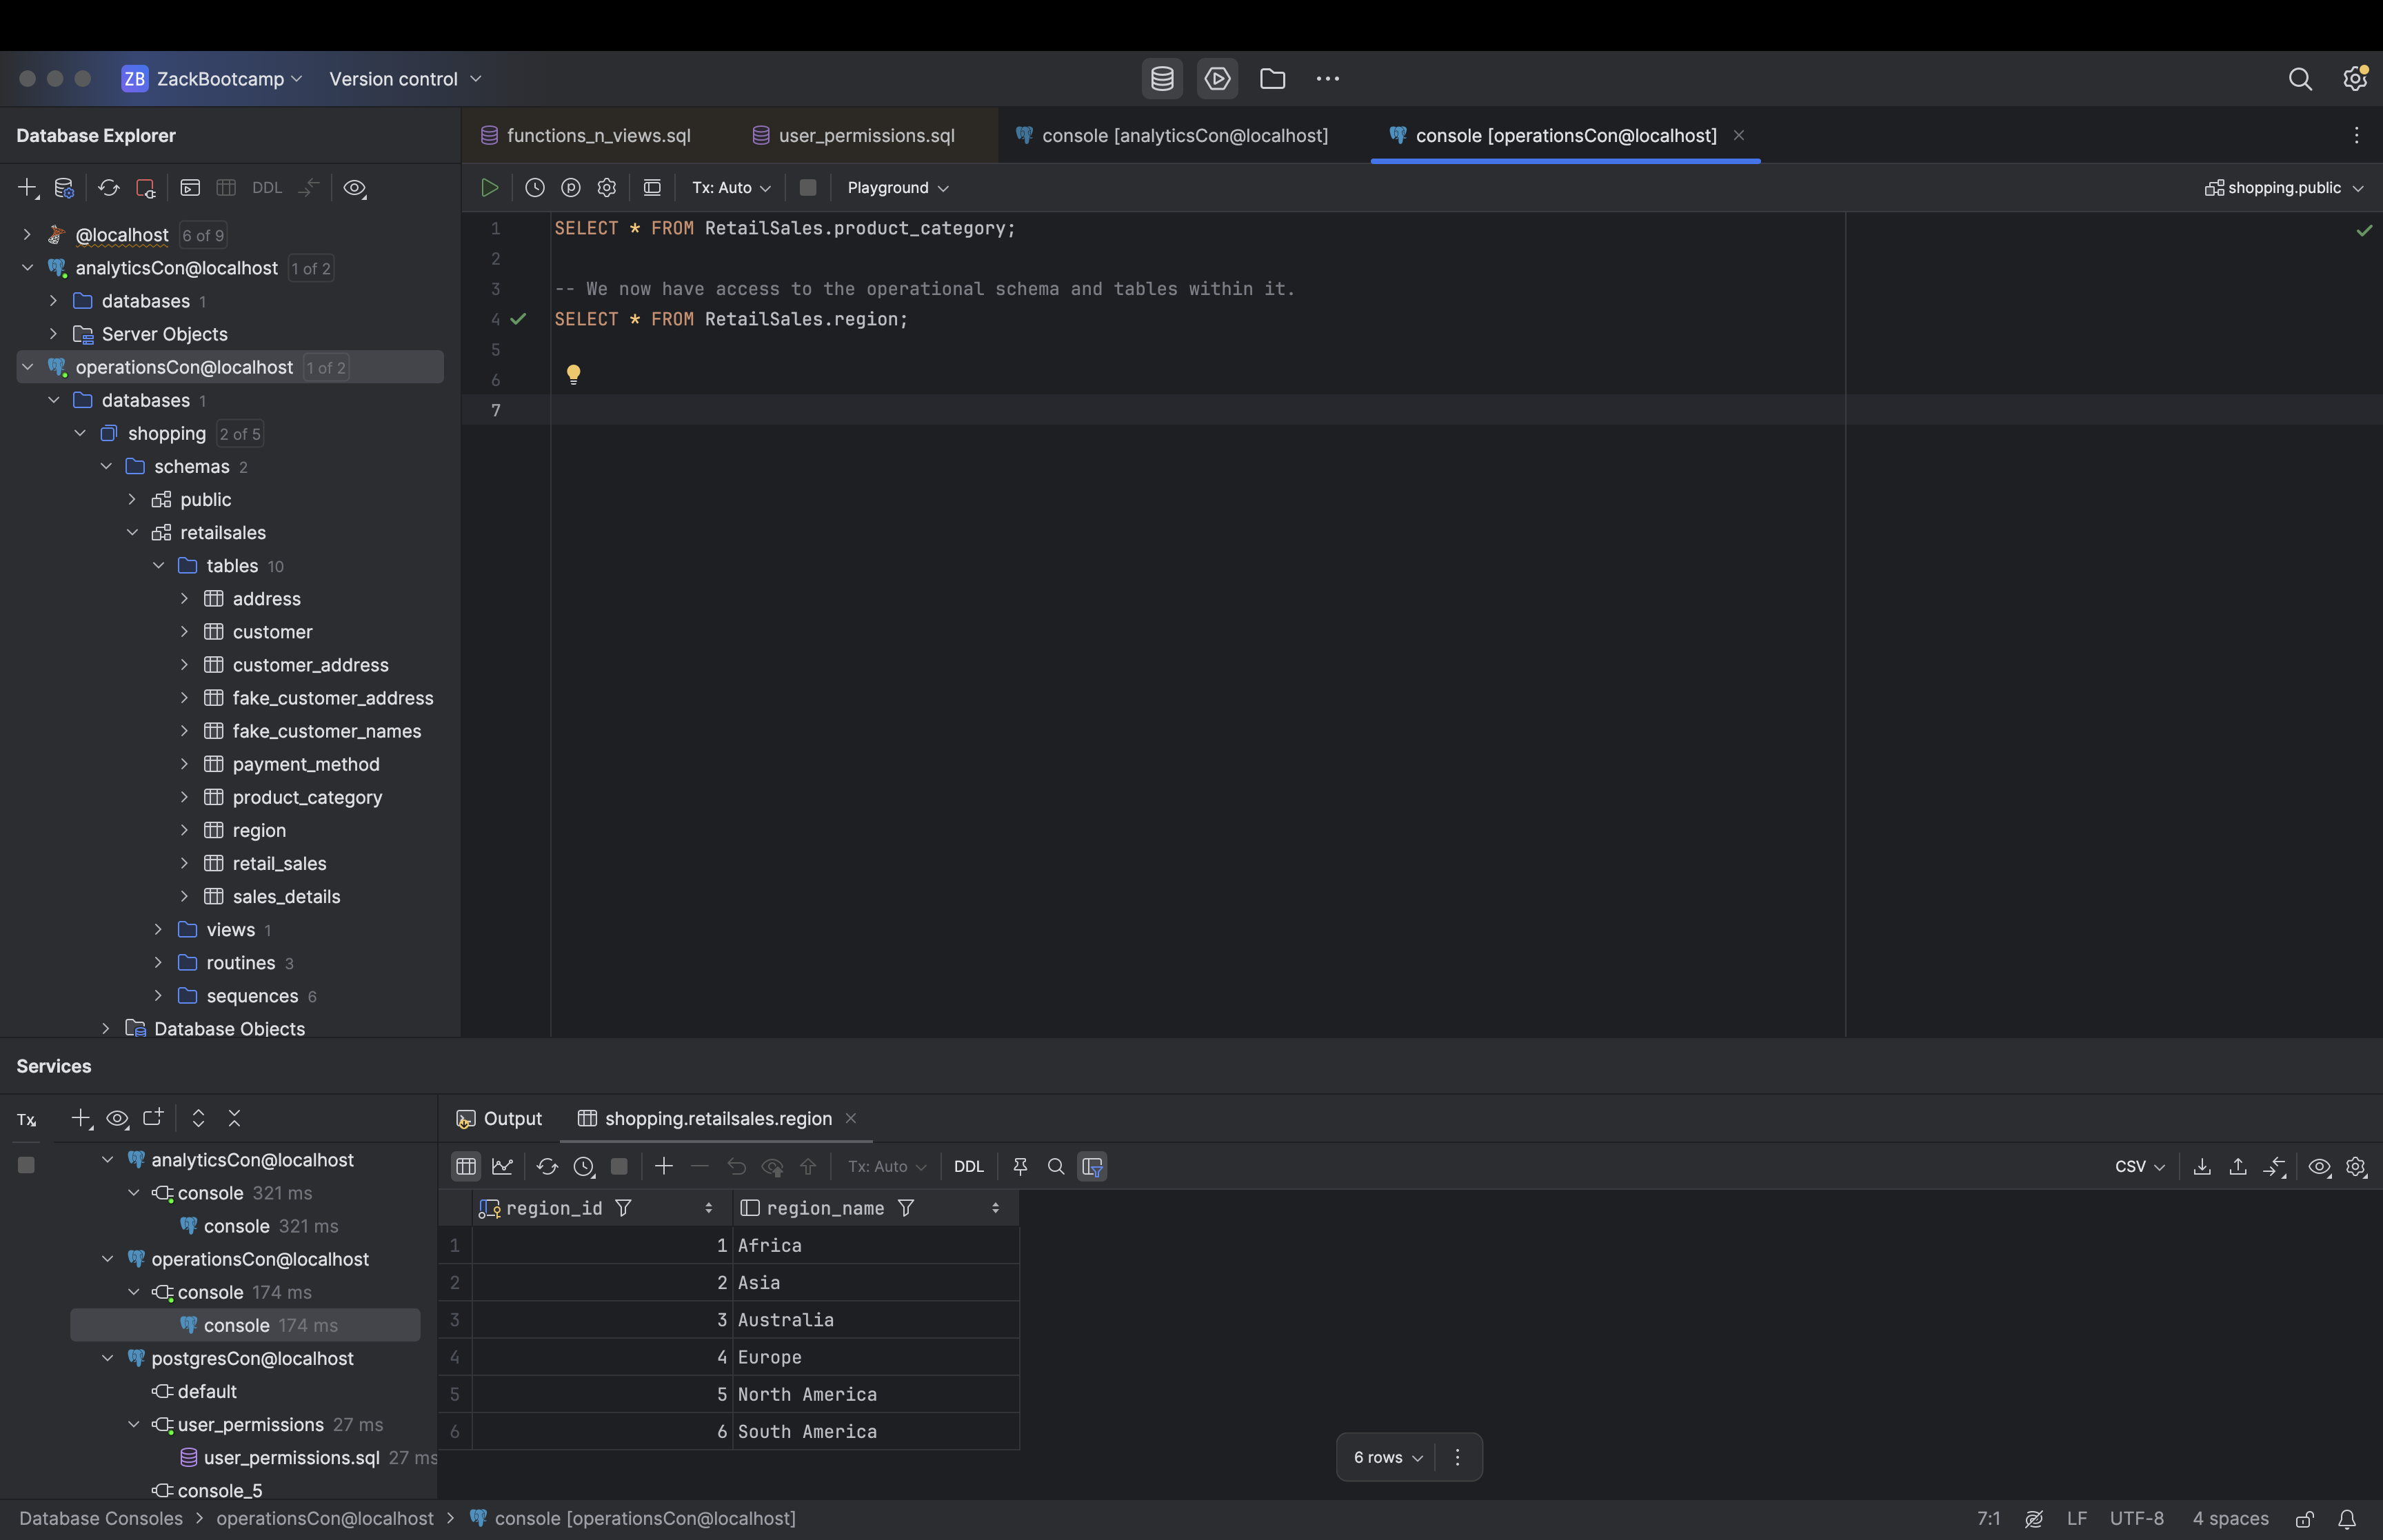 ZB ZackBootcamp Version control
Database Explorer
functions_n_views.sql user_permissions.sql console [analyticsCon@localhost] console [operationsCon@localhost]
DDL
Tx: Auto Playground shopping.public
@localhost 6 of 9
analyticsCon@localhost 1 of 2
databases 1
Server Objects
operationsCon@localhost 1 of 2
databases 1
shopping 2 of 5
schemas 2
public
retailsales
tables 10
address
customer
customer_address
fake_customer_address
fake_customer_names
payment_method
product_category
region
retail_sales
sales_details
views 1
routines 3
sequences 6
Database Objects
1 SELECT * FROM RetailSales.product_category;
2
3 -- We now have access to the operational schema and tables within it.
4 SELECT * FROM RetailSales.region;
5
6
7
Services
Tx
analyticsCon@localhost
console 321 ms
console 321 ms
operationsCon@localhost
console 174 ms
console 174 ms
postgresCon@localhost
default
user_permissions 27 ms
user_permissions.sql 27 ms
console_5
Output shopping.retailsales.region
Tx: Auto DDL CSV
region_id region_name
1 1 Africa
2 2 Asia
3 3 Australia
4 4 Europe
5 5 North America
6 6 South America
6 rows
Database Consoles > operationsCon@localhost > console [operationsCon@localhost]
7:1 LF UTF-8 4 spaces